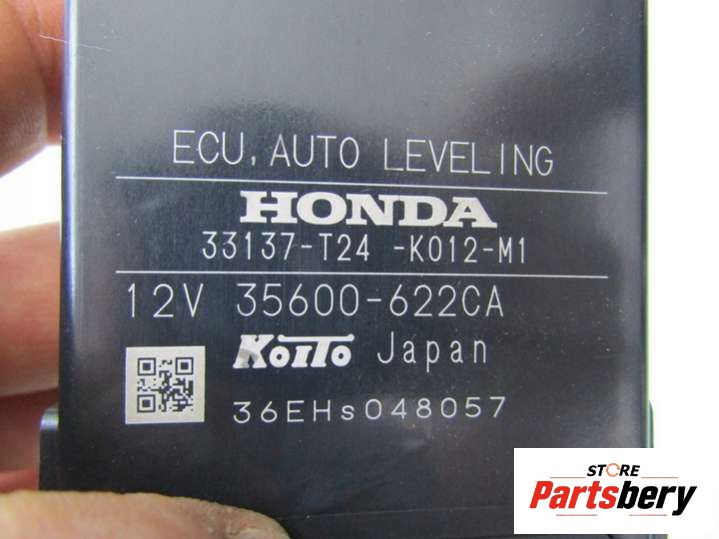 ECU, AUTO LEVELING
HONDA
33137-T24 -K012-M1
12V 35600-622CA
KOITO Japan
36EHs048057
STORE
Partsbery